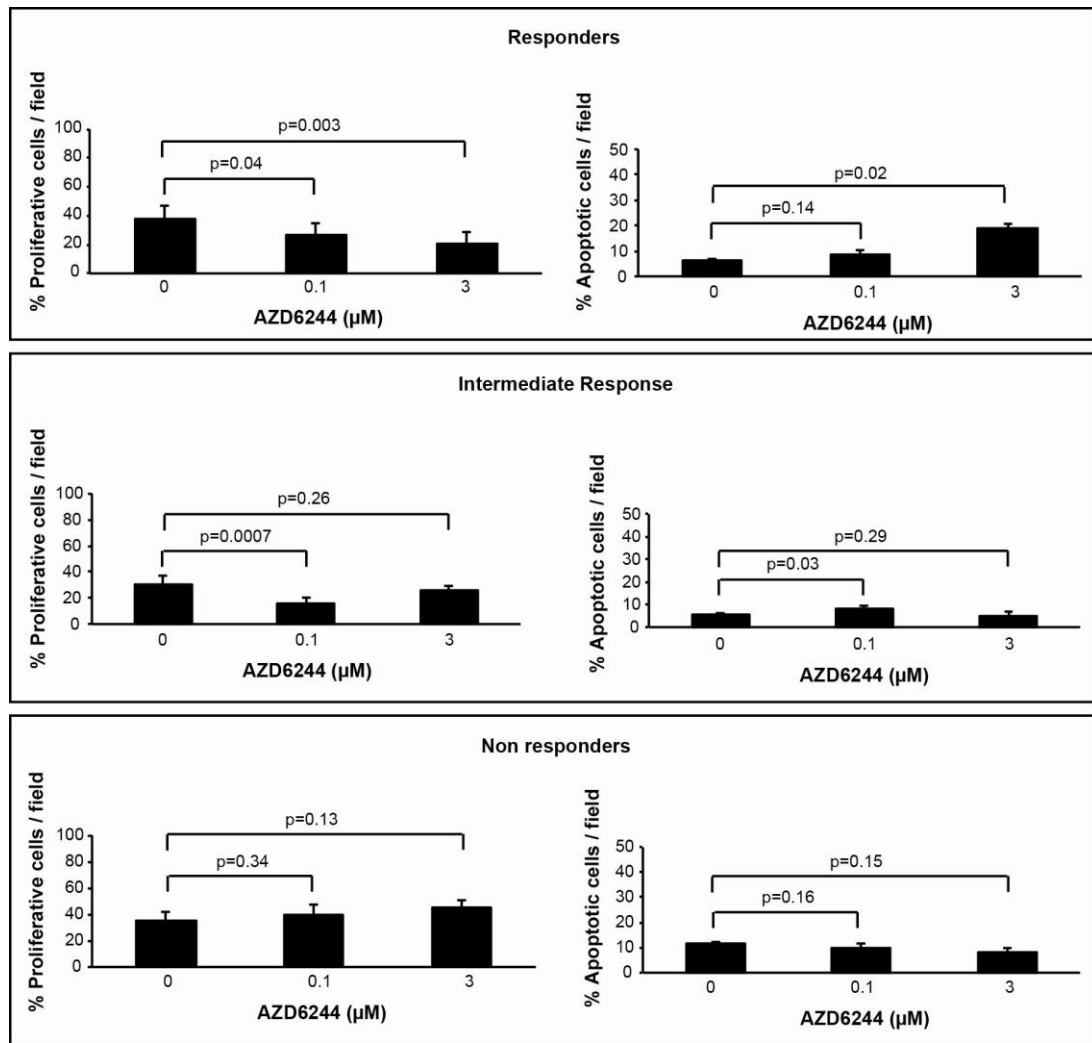 Responders
% Proliferative cells / field
100
80
60
40
20
0
p=0.003
p=0.04
0 0.1 3
AZD6244 (µM)
% Apoptotic cells / field
50
40
30
20
10
0
p=0.02
p=0.14
0 0.1 3
AZD6244 (µM)
Intermediate Response
% Proliferative cells / field
100
80
60
40
20
0
p=0.26
p=0.0007
0 0.1 3
AZD6244 (µM)
% Apoptotic cells / field
50
40
30
20
10
0
p=0.29
p=0.03
0 0.1 3
AZD6244 (µM)
Non responders
% Proliferative cells / field
100
80
60
40
20
0
p=0.13
p=0.34
0 0.1 3
AZD6244 (µM)
% Apoptotic cells / field
50
40
30
20
10
0
p=0.15
p=0.16
0 0.1 3
AZD6244 (µM)